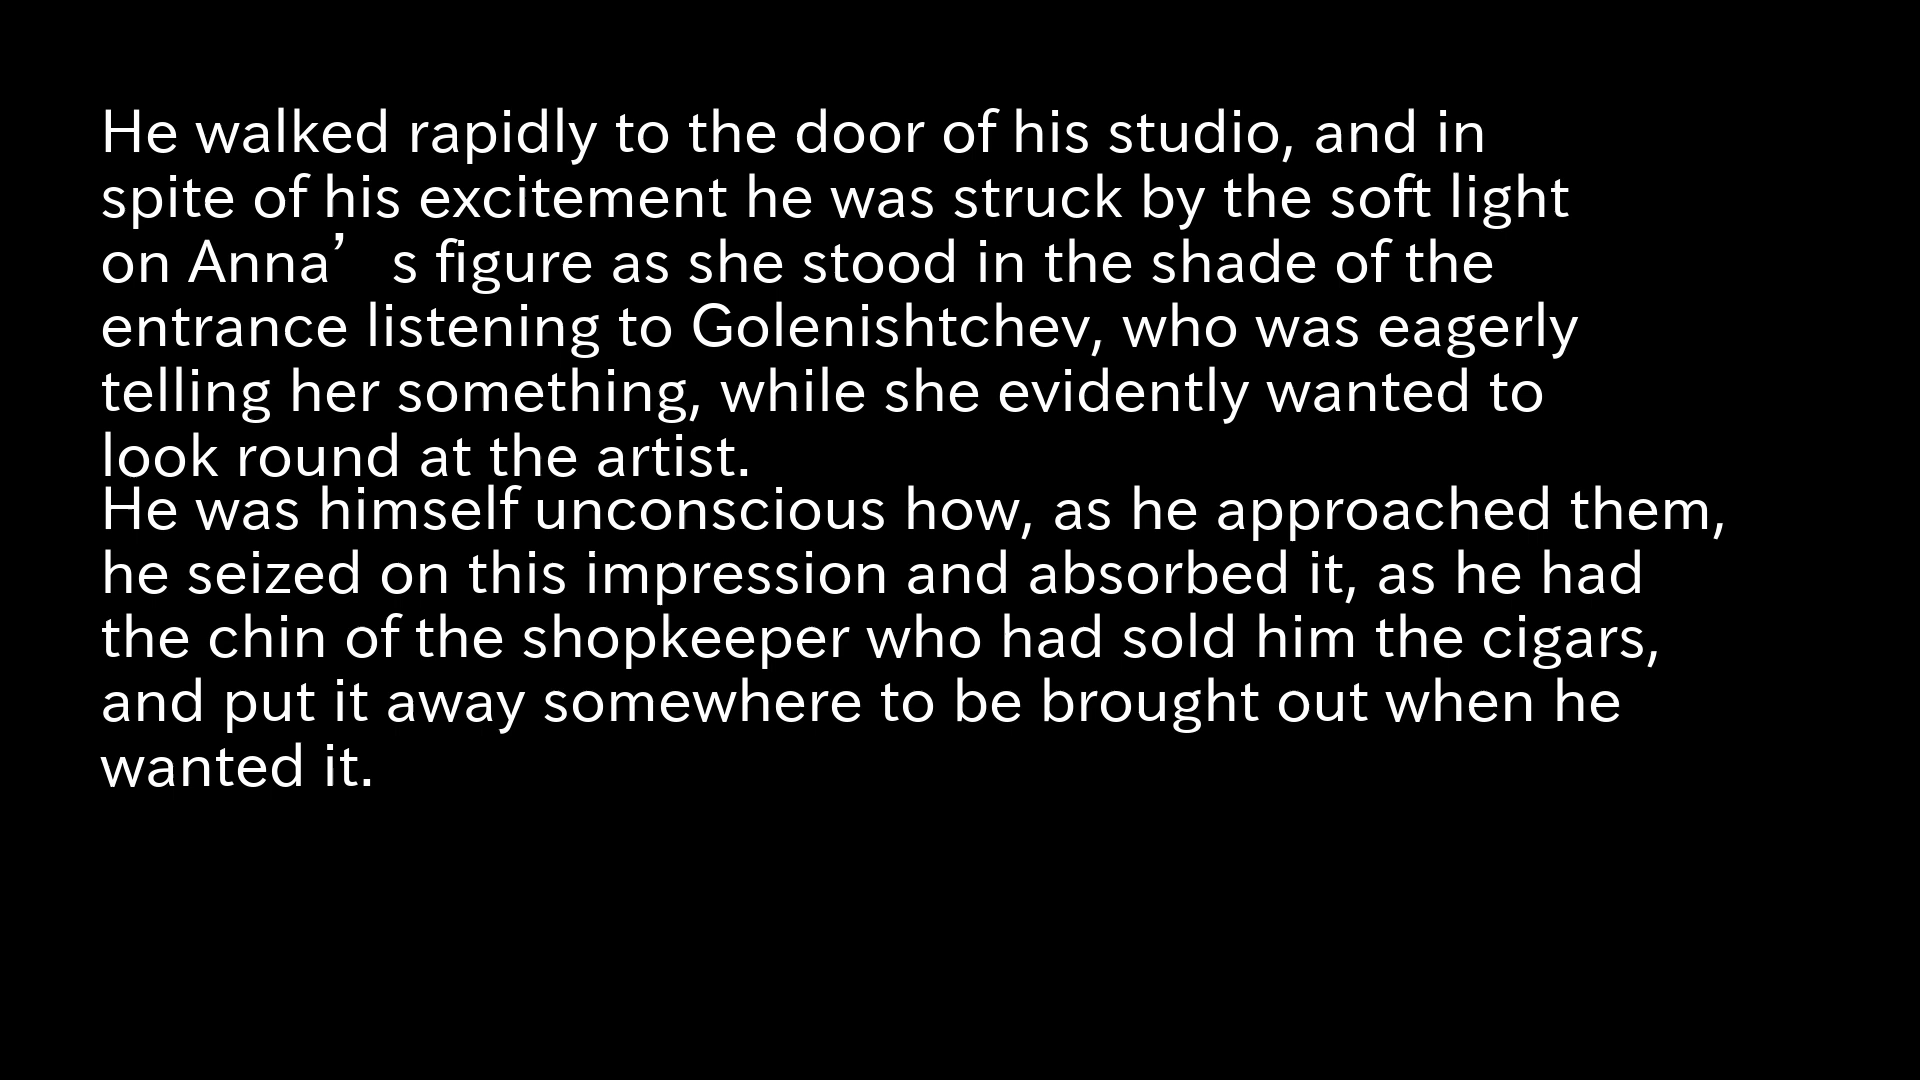 He walked rapidly to the door of his studio, and in
spite of his excitement he was struck by the soft light
on Anna’s figure as she stood in the shade of the
entrance listening to Golenishtchev, who was eagerly
telling her something, while she evidently wanted to
look round at the artist.
He was himself unconscious how, as he approached them,
he seized on this impression and absorbed it, as he had
the chin of the shopkeeper who had sold him the cigars,
and put it away somewhere to be brought out when he
wanted it.